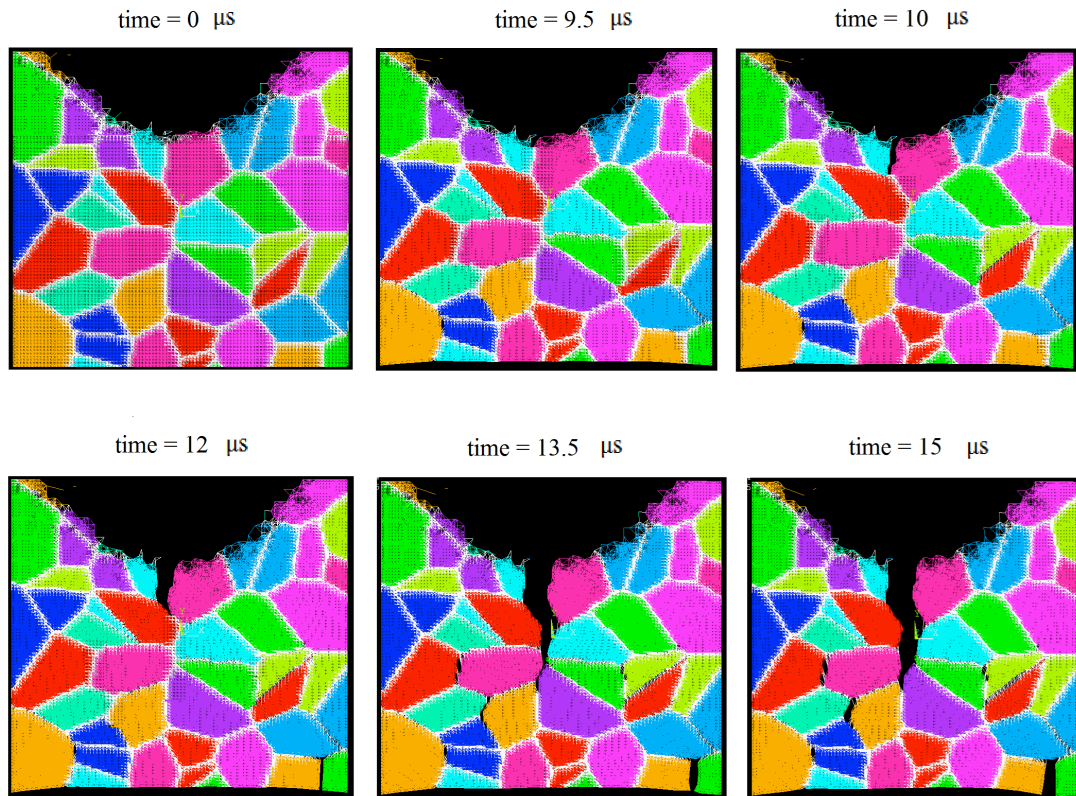 time = 0 μs
time = 9.5 μs
time = 10 μs
time = 12 μs
time = 13.5 μs
time = 15 μs